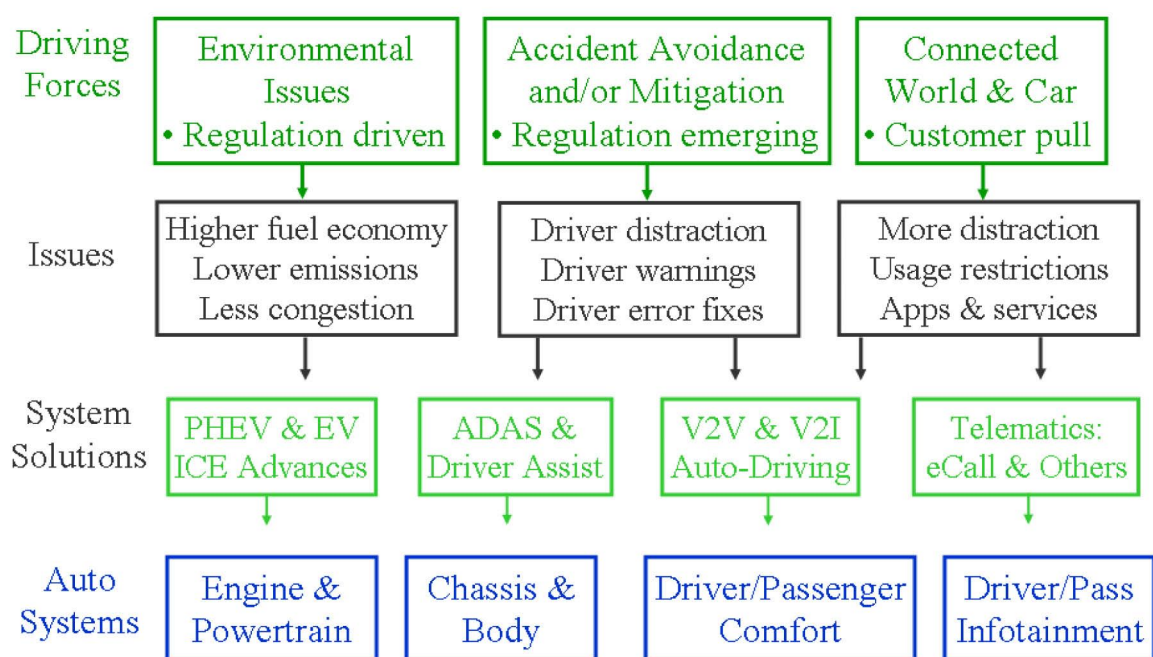 Driving
Forces
Environmental
Issues
• Regulation driven
Accident Avoidance
and/or Mitigation
• Regulation emerging
Connected
World & Car
• Customer pull
Issues
Higher fuel economy
Lower emissions
Less congestion
Driver distraction
Driver warnings
Driver error fixes
More distraction
Usage restrictions
Apps & services
System
Solutions
PHEV & EV
ICE Advances
ADAS &
Driver Assist
V2V & V2I
Auto-Driving
Telematics:
eCall & Others
Auto
Systems
Engine &
Powertrain
Chassis &
Body
Driver/Passenger
Comfort
Driver/Pass
Infotainment